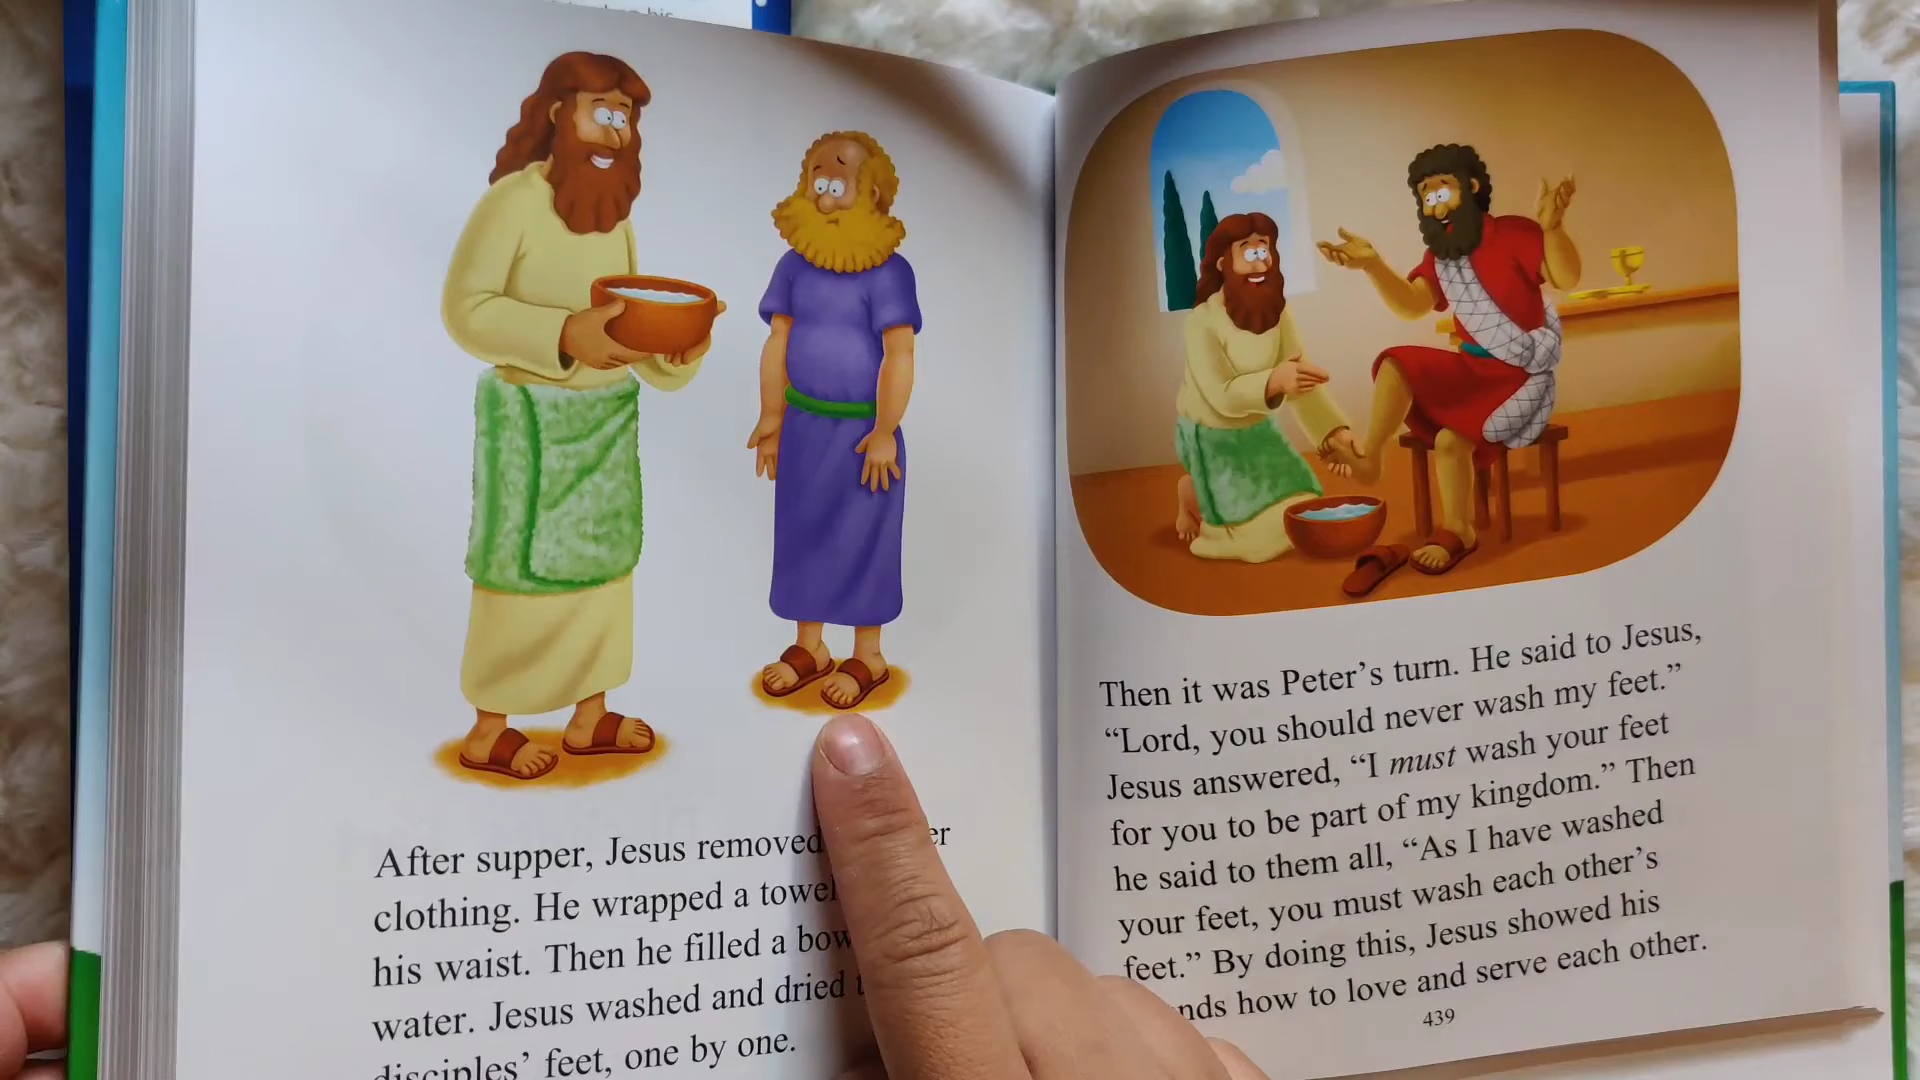 After supper, Jesus removed
clothing. He wrapped a towel
his waist. Then he filled a
water. Jesus washed and dried
disciples’ feet, one by one.
Then it was Peter’s turn. He said to Jesus,
“Lord, you should never wash my feet.”
Jesus answered, “I must wash your feet
for you to be part of my kingdom.” Then
he said to them all, “As I have washed
your feet, you must wash each other’s
feet.” By doing this, Jesus showed his
how to love and serve each other.
439